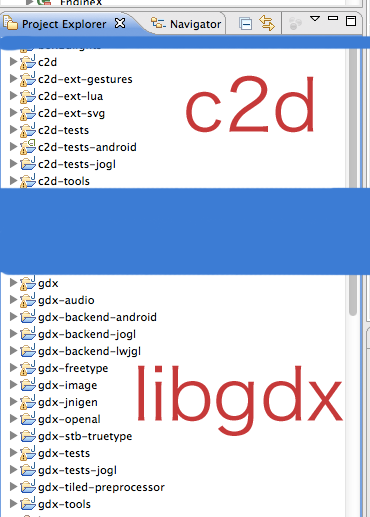 EngineX
Project Explorer
Navigator
c2d
c2d-ext-gestures
c2d-ext-lua
c2d-ext-svg
c2d-tests
c2d-tests-android
c2d-tests-jogl
c2d-tools
c2d
gdx
gdx-audio
gdx-backend-android
gdx-backend-jogl
gdx-backend-lwjgl
gdx-freetype
gdx-image
gdx-jnigen
gdx-openal
gdx-stb-truetype
gdx-tests
gdx-tests-jogl
gdx-tiled-preprocessor
gdx-tools
libgdx